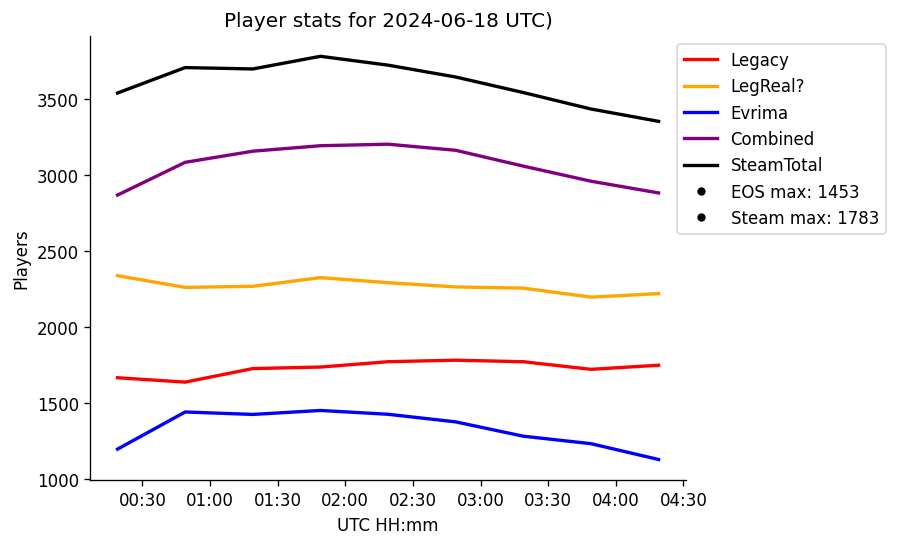 Player stats for 2024-06-18 UTC)
Legacy
LegReal?
Evrima
Combined
SteamTotal
EOS max: 1453
Steam max: 1783
Players
3500
3000
2500
2000
1500
1000
00:30 01:00 01:30 02:00 02:30 03:00 03:30 04:00 04:30
UTC HH:mm